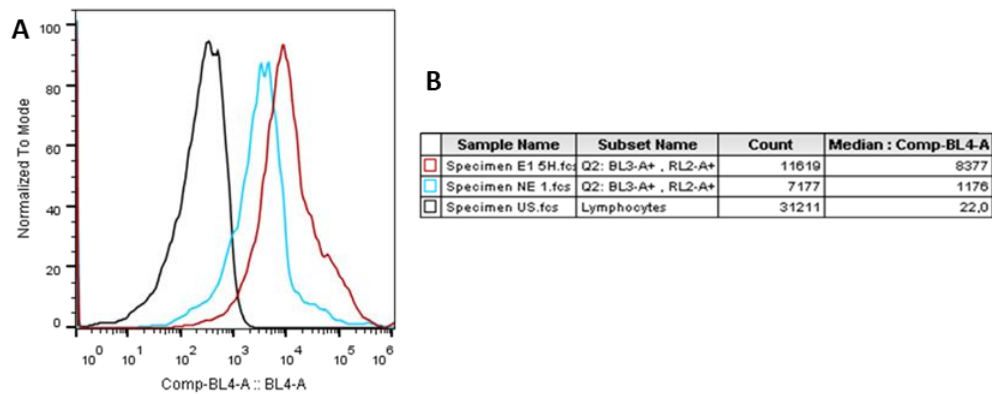 A
100
80
60
40
20
0
Normalized To Mode
10^0 10^1 10^2 10^3 10^4 10^5 10^6
Comp-BL4-A :: BL4-A
B
Sample Name Subset Name Count Median : Comp-BL4-A
Specimen E1 5H.fcs Q2: BL3-A+ , RL2-A+ 11619 8377
Specimen NE 1.fcs Q2: BL3-A+ , RL2-A+ 7177 1176
Specimen US.fcs Lymphocytes 31211 22,0